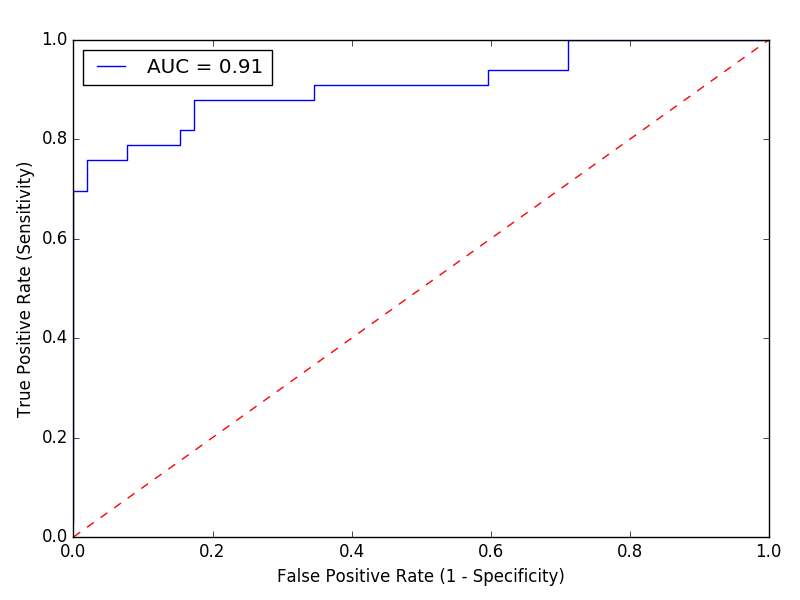 AUC = 0.91
1.0
0.8
0.6
0.4
0.2
0.0
True Positive Rate (Sensitivity)
0.0 0.2 0.4 0.6 0.8 1.0
False Positive Rate (1 - Specificity)